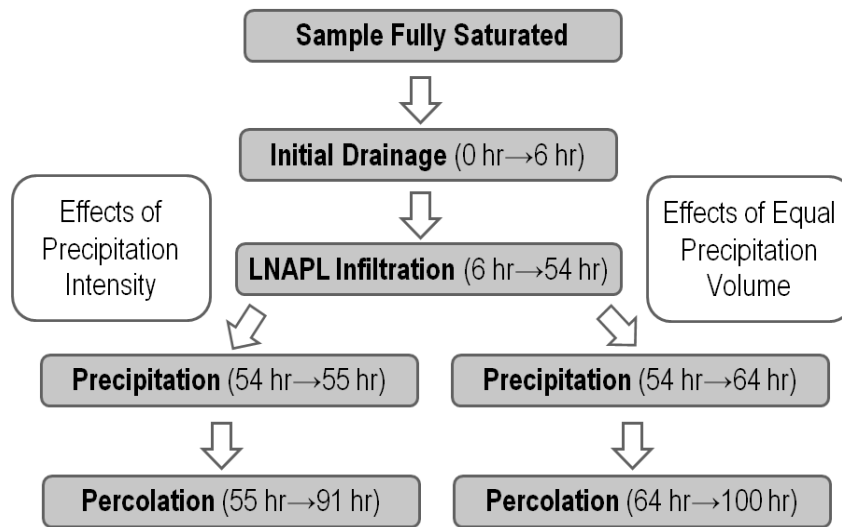 Sample Fully Saturated
Initial Drainage (0 hr→6 hr)
Effects of
Precipitation
Intensity
Effects of Equal
Precipitation
Volume
LNAPL Infiltration (6 hr→54 hr)
Precipitation (54 hr→55 hr)
Precipitation (54 hr→64 hr)
Percolation (55 hr→91 hr)
Percolation (64 hr→100 hr)